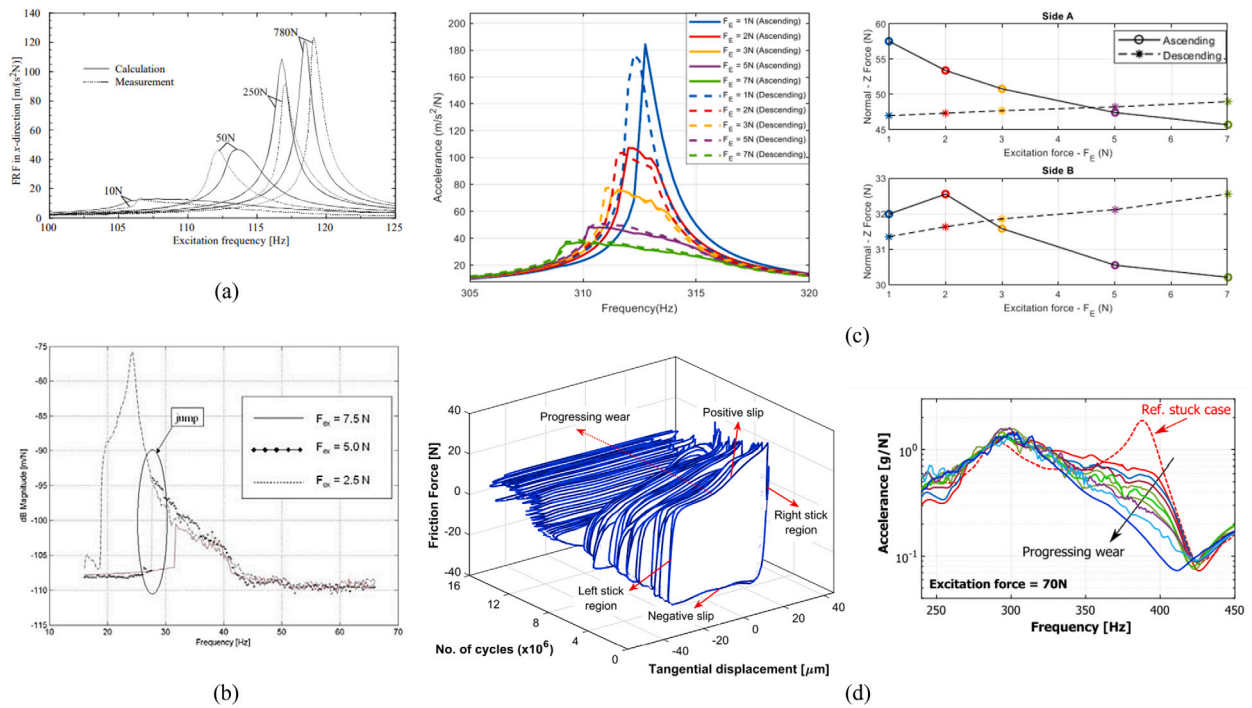 FRF in z-direction [m/(s²N)]
140
120
100
80
60
40
20
0
100
105
110
115
120
125
Excitation frequency [Hz]
780N
250N
50N
10N
Calculation
Measurement
(a)
Accelerance (m/s²/N)
200
180
160
140
120
100
80
60
40
20
305
310
315
320
Frequency(Hz)
F_E = 1N (Ascending)
F_E = 2N (Ascending)
F_E = 3N (Ascending)
F_E = 5N (Ascending)
F_E = 7N (Ascending)
F_E = 1N (Descending)
F_E = 2N (Descending)
F_E = 3N (Descending)
F_E = 5N (Descending)
F_E = 7N (Descending)
Side A
Normal - Z Force (N)
60
55
50
45
1
2
3
4
5
6
7
Excitation force - F_E (N)
Ascending
Descending
Side B
Normal - Z Force (N)
33
32
31
30
1
2
3
4
5
6
7
Excitation force - F_E (N)
(c)
dB Magnitude [m/N]
-75
-80
-85
-90
-95
-100
-105
-110
-115
10
20
30
40
50
60
70
Frequency [Hz]
jump
F_ex = 7.5 N
F_ex = 5.0 N
F_ex = 2.5 N
(b)
Friction Force [N]
40
20
0
-20
-40
16
12
8
4
0
No. of cycles (x10⁶)
-40
-20
0
20
40
Tangential displacement [μm]
Progressing wear
Positive slip
Right stick
region
Left stick
region
Negative slip
Accelerance [g/N]
10⁰
10⁻¹
250
300
350
400
450
Frequency [Hz]
Ref. stuck case
Progressing wear
Excitation force = 70N
(d)